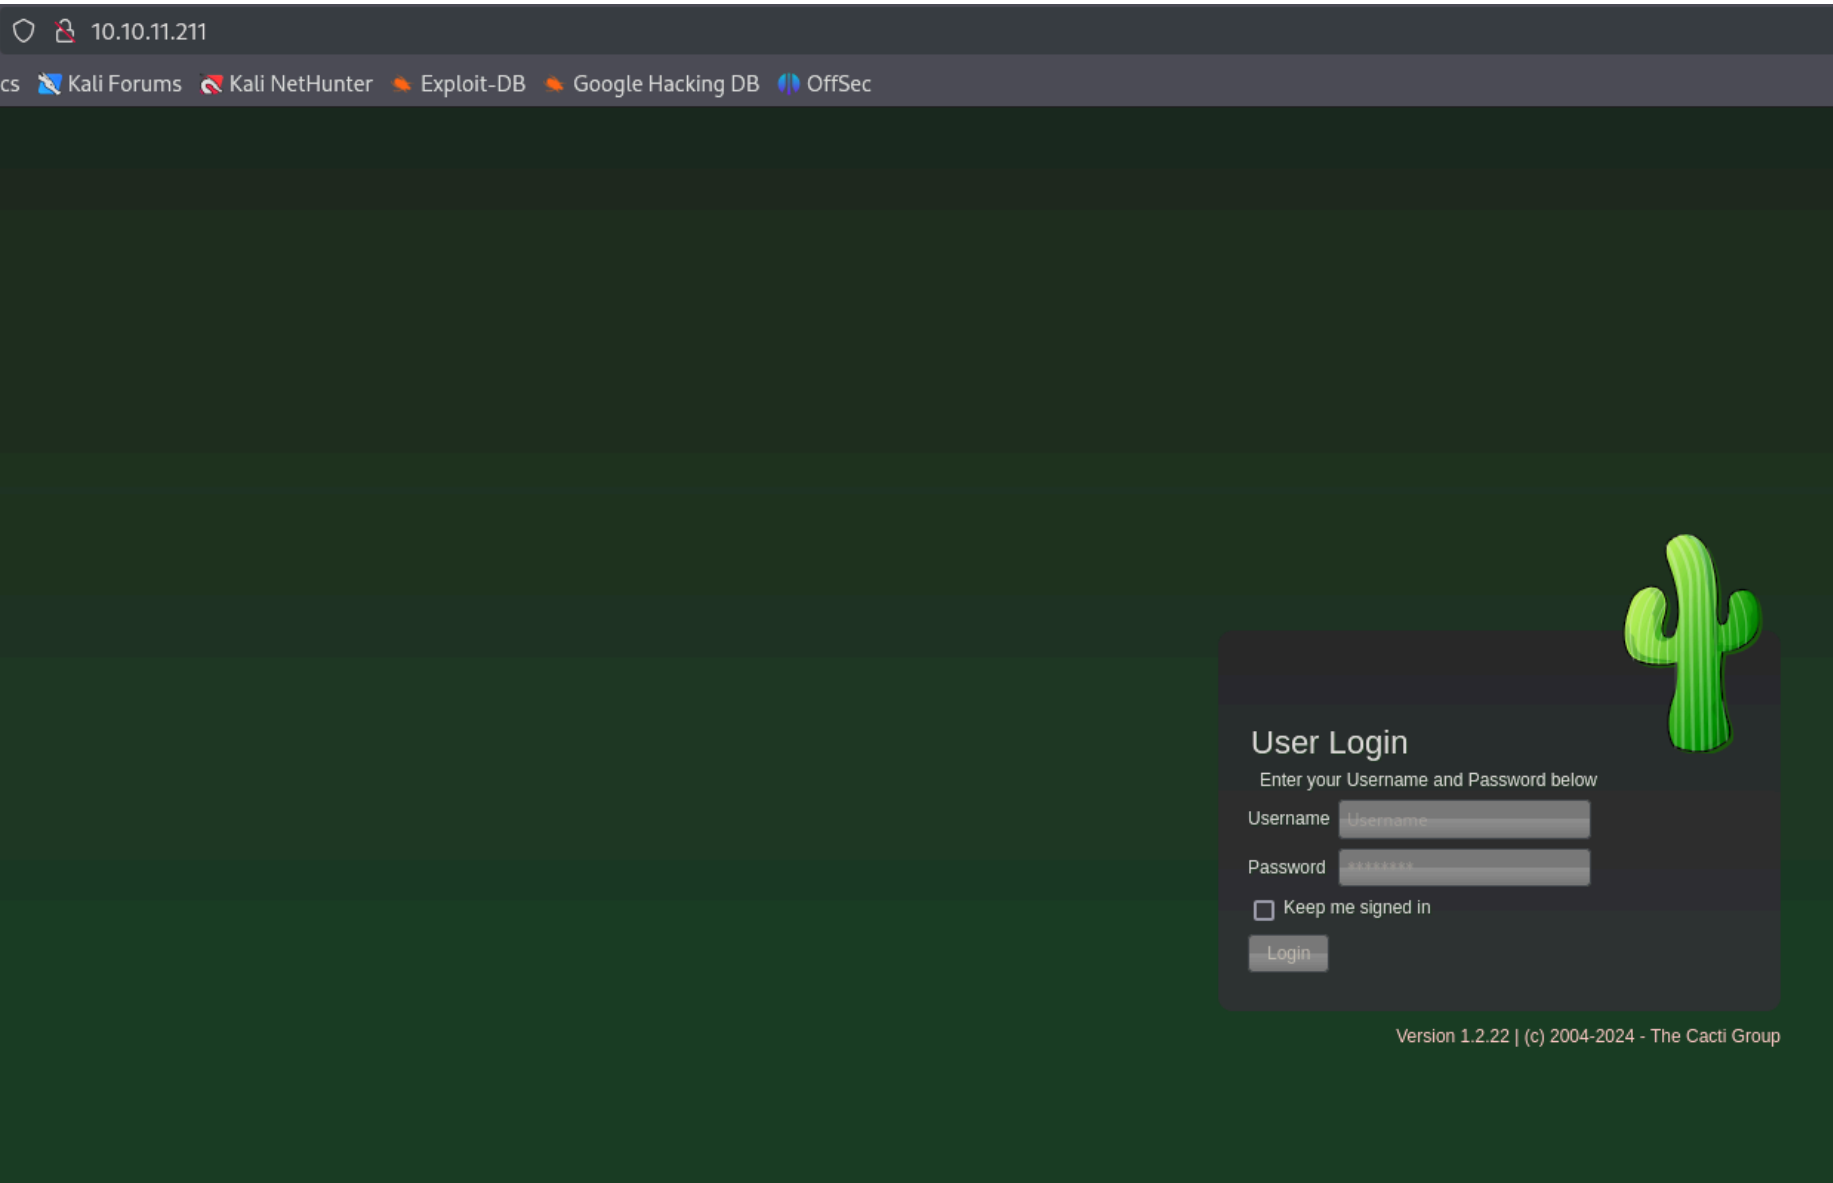 10.10.11.211
cs Kali Forums Kali NetHunter Exploit-DB Google Hacking DB OffSec
User Login
Enter your Username and Password below
Username Username
Password ********
Keep me signed in
Login
Version 1.2.22 | (c) 2004-2024 - The Cacti Group